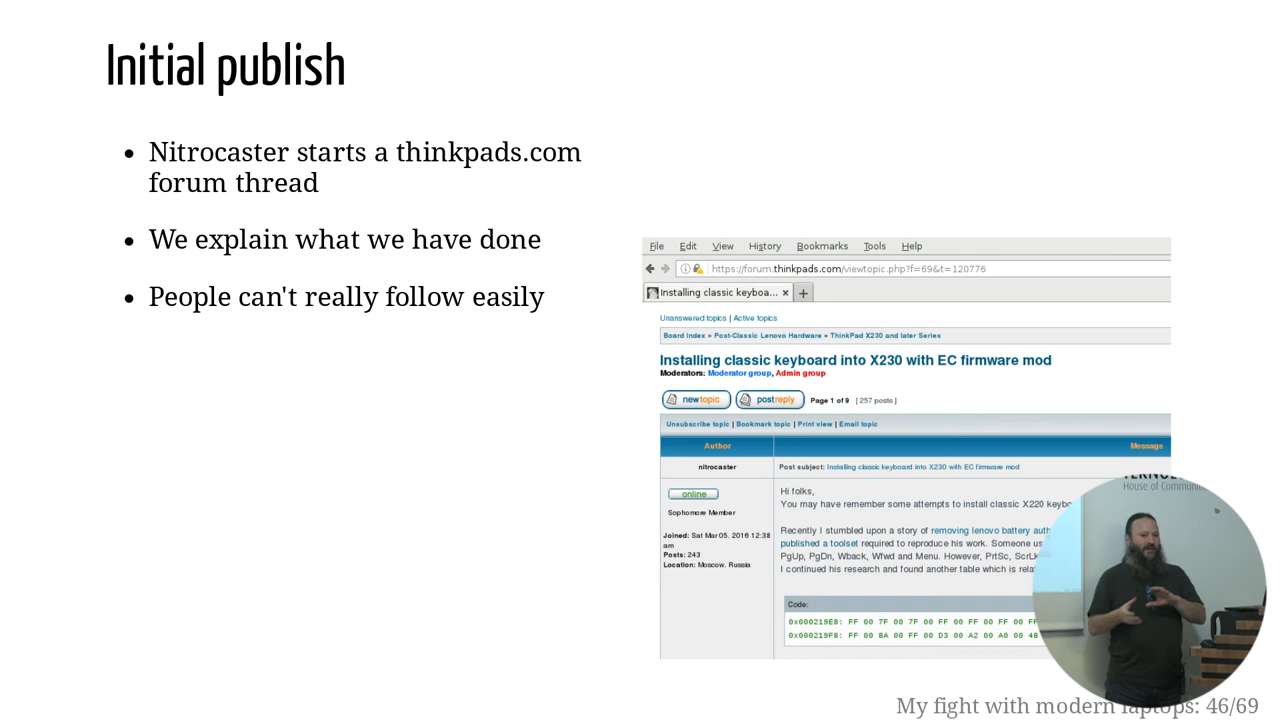 Initial publish
Nitrocaster starts a thinkpads.com
forum thread
We explain what we have done
People can't really follow easily
File Edit View History Bookmarks Tools Help
https://forum.thinkpads.com/viewtopic.php?f=69&t=120776
Installing classic keyboa...
Unanswered topics | Active topics
Board index » Post-Classic Lenovo Hardware » ThinkPad X230 and later Series
Installing classic keyboard into X230 with EC firmware mod
Moderators: Moderator group, Admin group
newtopic postreply Page 1 of 9 [ 257 posts ]
Unsubscribe topic | Bookmark topic | Print view | Email topic
Author Message
nitrocaster Post subject: Installing classic keyboard into X230 with EC firmware mod
online
Sophomore Member
Joined: Sat Mar 05, 2016 12:38
am
Posts: 243
Location: Moscow, Russia
Hi folks,
You may have remember some attempts to install classic X220
Recently I stumbled upon a story of removing lenovo battery
published a toolset required to reproduce his work. Someone
PgUp, PgDn, Wback, Wfwd and Menu. However, PrtSc,
I continued his research and found another table which is
Code:
0x000219E8: FF 00 7F 00 7F 00 FF 00 FF 00 FF 00
0x000219F8: FF 00 8A 00 FF 00 D3 00 A2 00 A0 00 48
House of
My fight with modern laptops: 46/69